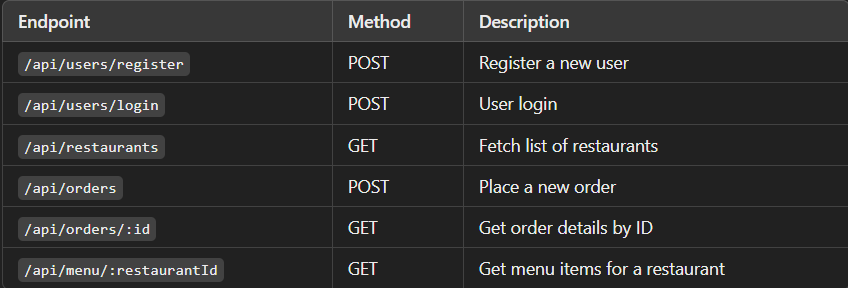 Endpoint Method Description
/api/users/register POST Register a new user
/api/users/login POST User login
/api/restaurants GET Fetch list of restaurants
/api/orders POST Place a new order
/api/orders/:id GET Get order details by ID
/api/menu/:restaurantId GET Get menu items for a restaurant